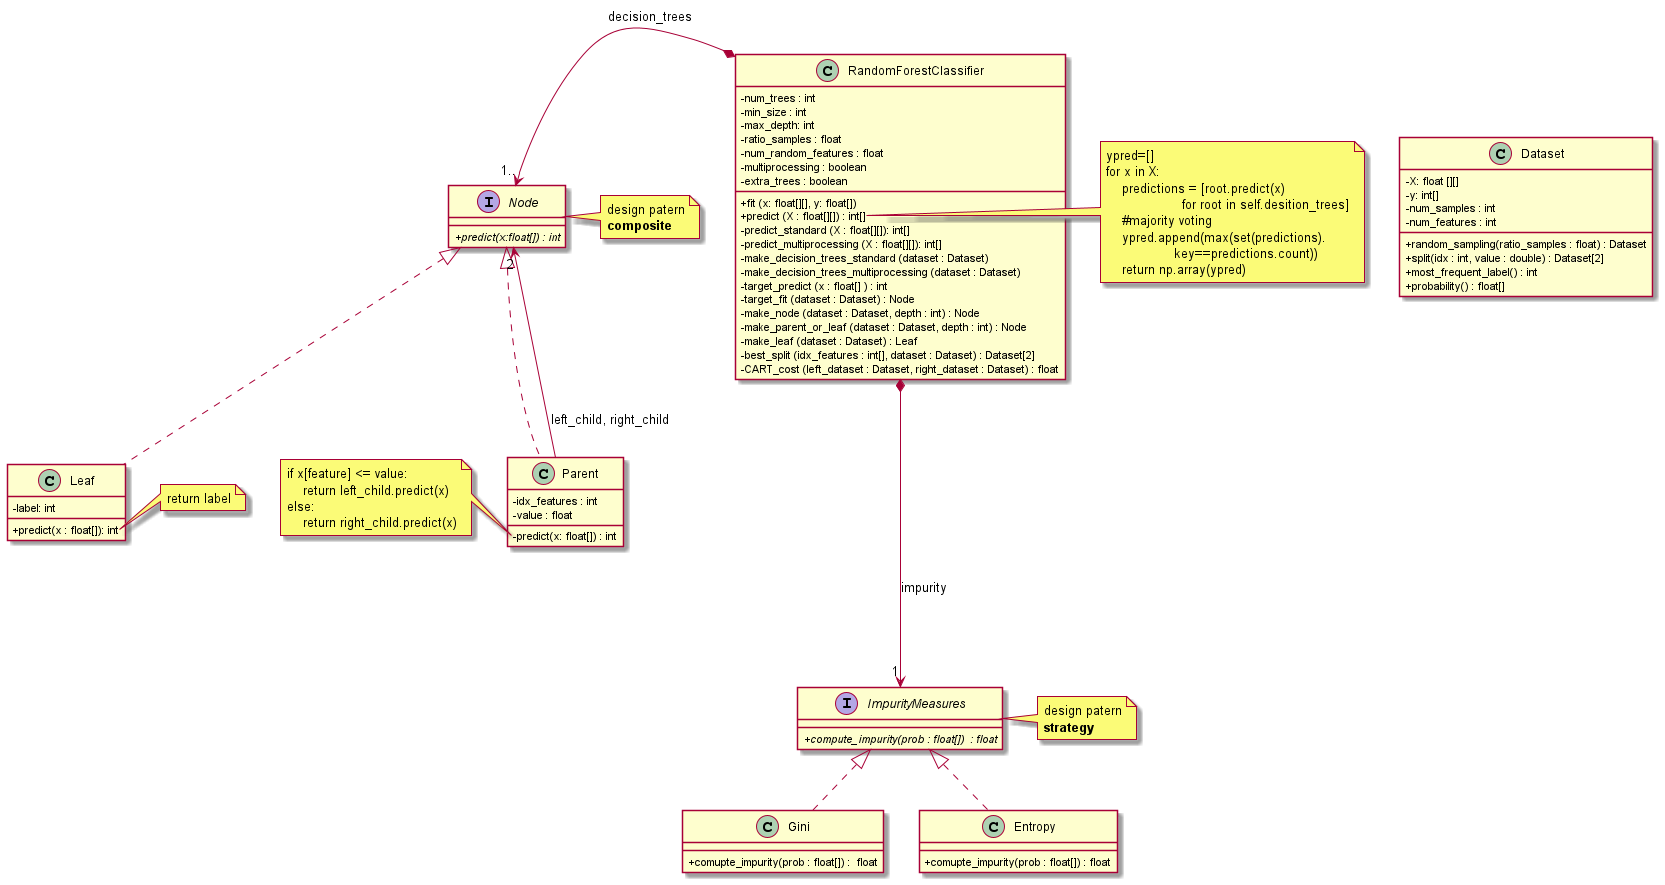 decision_trees
C RandomForestClassifier
-num_trees : int
-min_size : int
-max_depth: int
-ratio_samples : float
-num_random_features : float
-multiprocessing : boolean
-extra_trees : boolean
+fit (x: float[][], y: float[])
+predict (X : float[][]) : int[]
-predict_standard (X : float[][]): int[]
-predict_multiprocessing (X : float[][]): int[]
-make_decision_trees_standard (dataset : Dataset)
-make_decision_trees_multiprocessing (dataset : Dataset)
-target_predict (x : float[] ) : int
-target_fit (dataset : Dataset) : Node
-make_node (dataset : Dataset, depth : int) : Node
-make_parent_or_leaf (dataset : Dataset, depth : int) : Node
-make_leaf (dataset : Dataset) : Leaf
-best_split (idx_features : int[], dataset : Dataset) : Dataset[2]
-CART_cost (left_dataset : Dataset, right_dataset : Dataset) : float
ypred=[]
for x in X:
predictions = [root.predict(x)
for root in self.desition_trees]
#majority voting
ypred.append(max(set(predictions).
key==predictions.count))
return np.array(ypred)
C Dataset
-X: float [][]
-y: int[]
-num_samples : int
-num_features : int
+random_sampling(ratio_samples : float) : Dataset
+split(idx : int, value : double) : Dataset[2]
+most_frequent_label() : int
+probability() : float[]
1..
I Node
+predict(x:float[]) : int
design patern
composite
2
left_child, right_child
C Leaf
-label: int
+predict(x : float[]): int
return label
if x[feature] <= value:
return left_child.predict(x)
else:
return right_child.predict(x)
C Parent
-idx_features : int
-value : float
-predict(x: float[]) : int
impurity
1
I ImpurityMeasures
+compute_impurity(prob : float[]) : float
design patern
strategy
C Gini
+comupte_impurity(prob : float[]) : float
C Entropy
+comupte_impurity(prob : float[]) : float